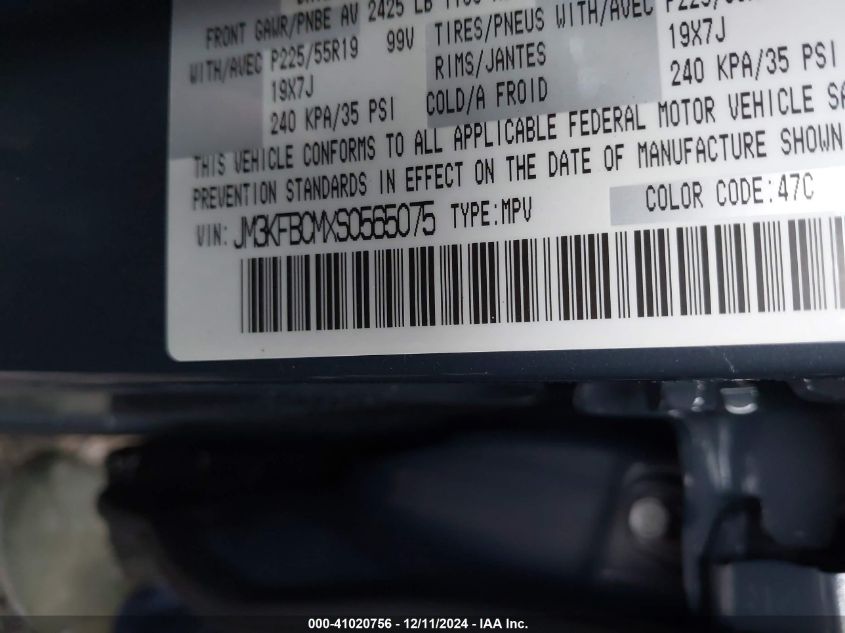 FRONT GAWR/PNBE AV 2425 LB
WITH/AVEC P225/55R19 99V TIRES/PNEUS WITH/AVEC
19X7J RIMS/JANTES 19X7J
240 KPA/35 PSI COLD/A FROID 240 KPA/35 PSI
THIS VEHICLE CONFORMS TO ALL APPLICABLE FEDERAL MOTOR VEHICLE SA
PREVENTION STANDARDS IN EFFECT ON THE DATE OF MANUFACTURE SHOWN
VIN: JM3KFBCMXS0565075 TYPE:MPV COLOR CODE:47C
000-41020756 - 12/11/2024 - IAA Inc.